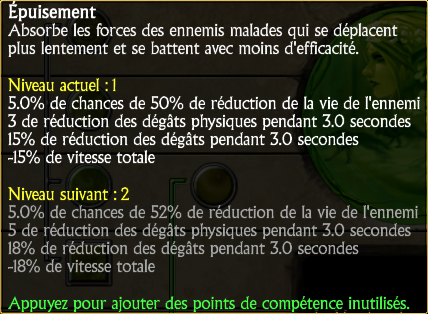 Épuisement
Absorbe les forces des ennemis malades qui se déplacent
plus lentement et se battent avec moins d'efficacité.
Niveau actuel : 1
5.0% de chances de 50% de réduction de la vie de l'ennemi
3 de réduction des dégâts physiques pendant 3.0 secondes
15% de réduction des dégâts pendant 3.0 secondes
-15% de vitesse totale
Niveau suivant : 2
5.0% de chances de 52% de réduction de la vie de l'ennemi
5 de réduction des dégâts physiques pendant 3.0 secondes
18% de réduction des dégâts pendant 3.0 secondes
-18% de vitesse totale
Appuyez pour ajouter des points de compétence inutilisés.